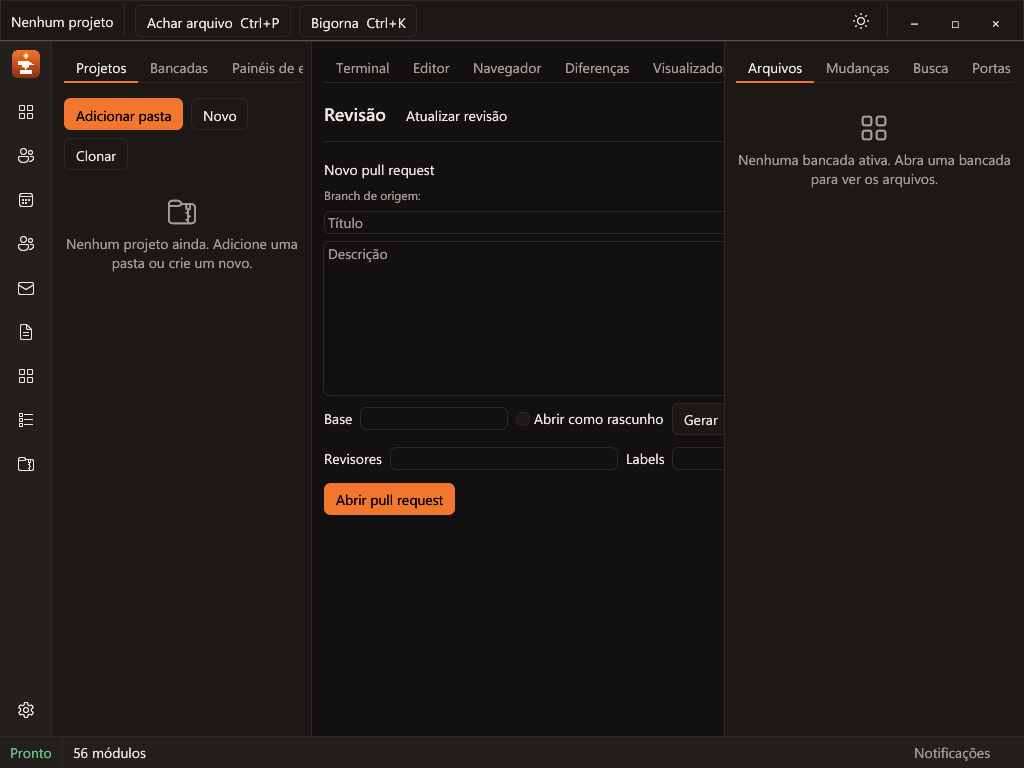 Nenhum projeto
Achar arquivo Ctrl+P
Bigorna Ctrl+K
Projetos Bancadas Painéis de e
Adicionar pasta
Novo
Clonar
Nenhum projeto ainda. Adicione uma
pasta ou crie um novo.
Terminal Editor Navegador Diferenças Visualizado
Revisão Atualizar revisão
Novo pull request
Branch de origem:
Título
Descrição
Base
Abrir como rascunho
Gerar
Revisores
Labels
Abrir pull request
Arquivos Mudanças Busca Portas
Nenhuma bancada ativa. Abra uma bancada
para ver os arquivos.
Pronto
56 módulos
Notificações